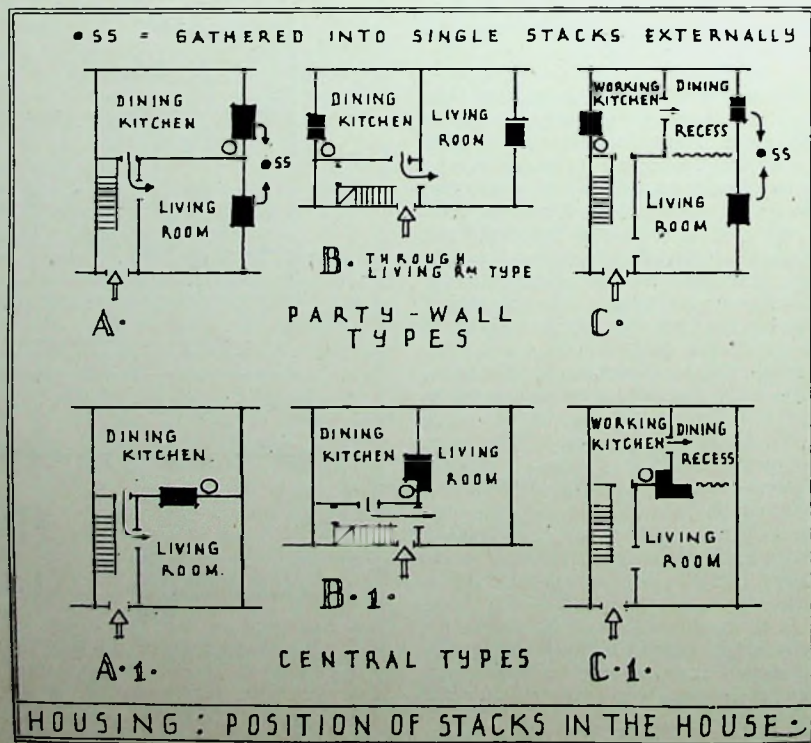 •SS = GATHERED INTO SINGLE STACKS EXTERNALLY
DINING
KITCHEN
•SS
LIVING
ROOM
A.
DINING
KITCHEN
LIVING
ROOM
B. THROUGH
LIVING RM TYPE
WORKING
KITCHEN
DINING
RECESS
•SS
LIVING
ROOM
C.
PARTY-WALL
TYPES
DINING
KITCHEN
LIVING
ROOM.
A.1.
DINING
KITCHEN
LIVING
ROOM
B.1.
WORKING
KITCHEN
DINING
RECESS
LIVING
ROOM
C.1.
CENTRAL TYPES
HOUSING: POSITION OF STACKS IN THE HOUSE.